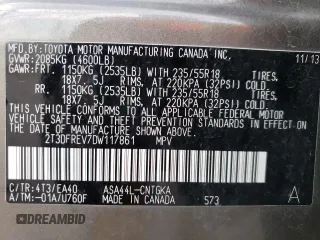 MFD.BY:TOYOTA MOTOR MANUFACTURING CANADA INC.
GVWR:2085KG (4600LB) 11/13
GAWR:FRT. 1150KG (2535LB) WITH 235/55R18 TIRES.
18X7. 5J RIMS. AT 220KPA (32PSI) COLD
RR. 1150KG (2535LB) WITH 235/55R18 TIRES.
18X7. 5J RIMS. AT 220KPA (32PSI) COLD
THIS VEHICLE CONFORMS TO ALL APPLICABLE FEDERAL MOTOR
VEHICLE SAFETY AND THEFT PREVENTION STANDARDS IN EFFECT ON
THE DATE OF MANUFACTURE SHOWN ABOVE.
2T3DFREV7DW117861 MPV
C/TR:4T3/EA40 ASA44L-CNTGKA
A/TM:-01A/U760F MADE IN CANADA 573
A